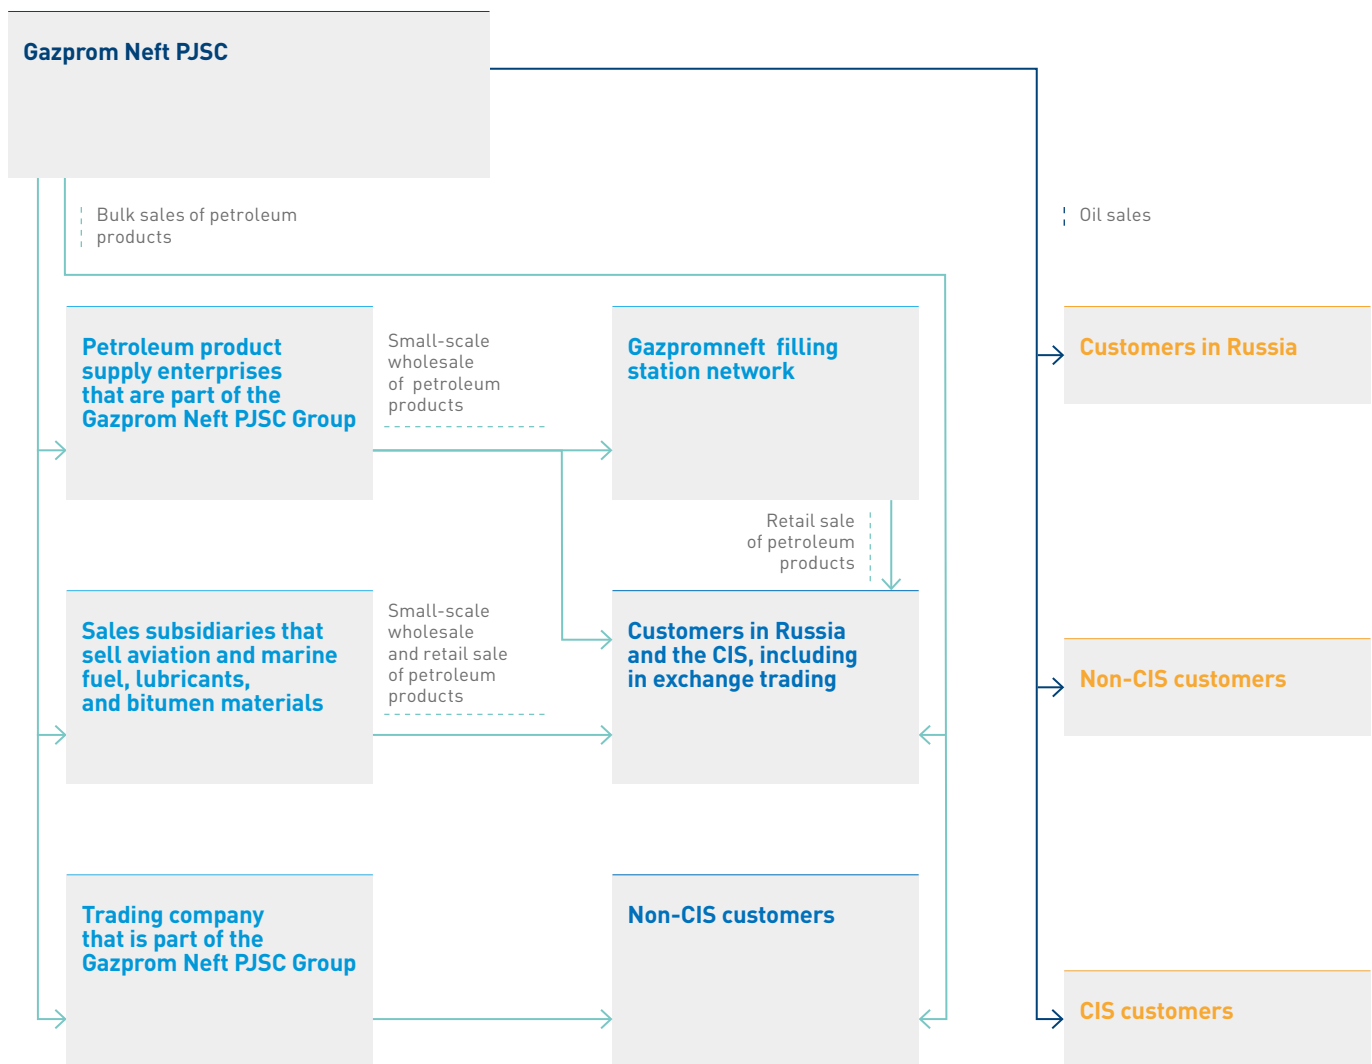 Gazprom Neft PJSC
Bulk sales of petroleum
products
Oil sales
Petroleum product
supply enterprises
that are part of the
Gazprom Neft PJSC Group
Small-scale
wholesale
of petroleum
products
Gazpromneft filling
station network
Customers in Russia
Retail sale
of petroleum
products
Sales subsidiaries that
sell aviation and marine
fuel, lubricants,
and bitumen materials
Small-scale
wholesale
and retail sale
of petroleum
products
Customers in Russia
and the CIS, including
in exchange trading
Non-CIS customers
Trading company
that is part of the
Gazprom Neft PJSC Group
Non-CIS customers
CIS customers